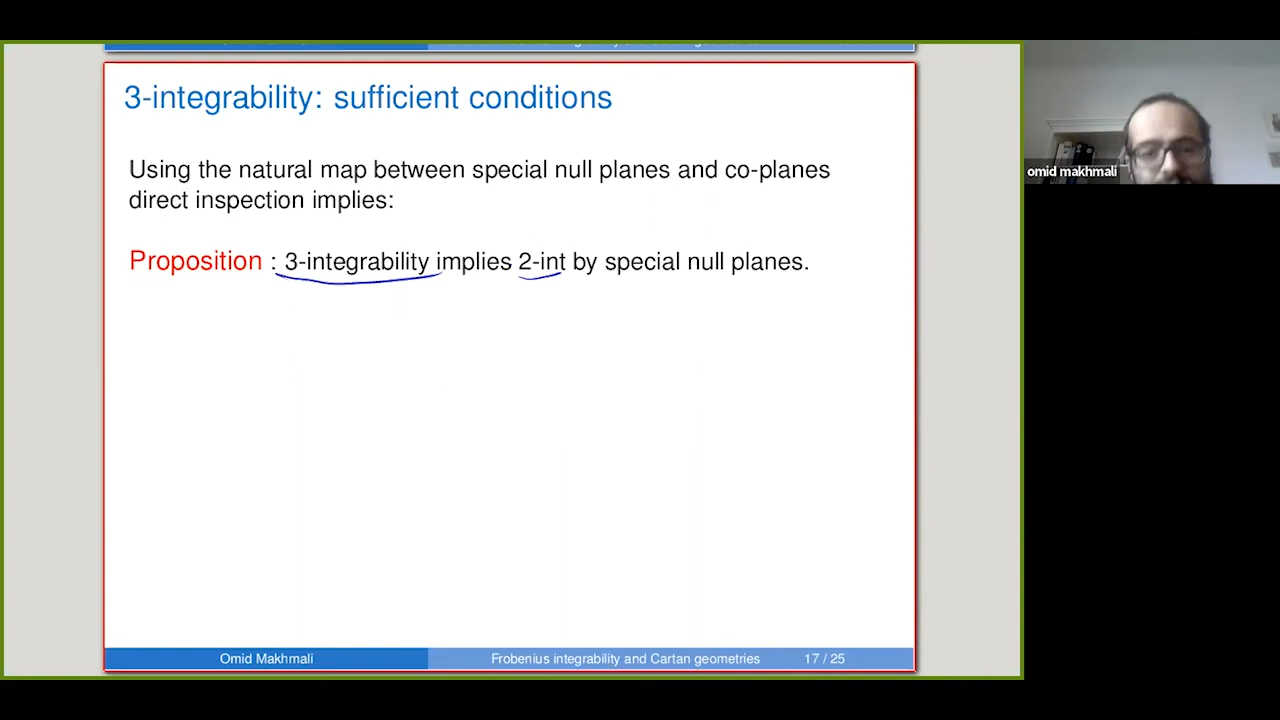 3-integrability: sufficient conditions
Using the natural map between special null planes and co-planes
direct inspection implies:
Proposition : 3-integrability implies 2-int by special null planes.
Omid Makhmali
Frobenius integrability and Cartan geometries
17 / 25
omid makhmali